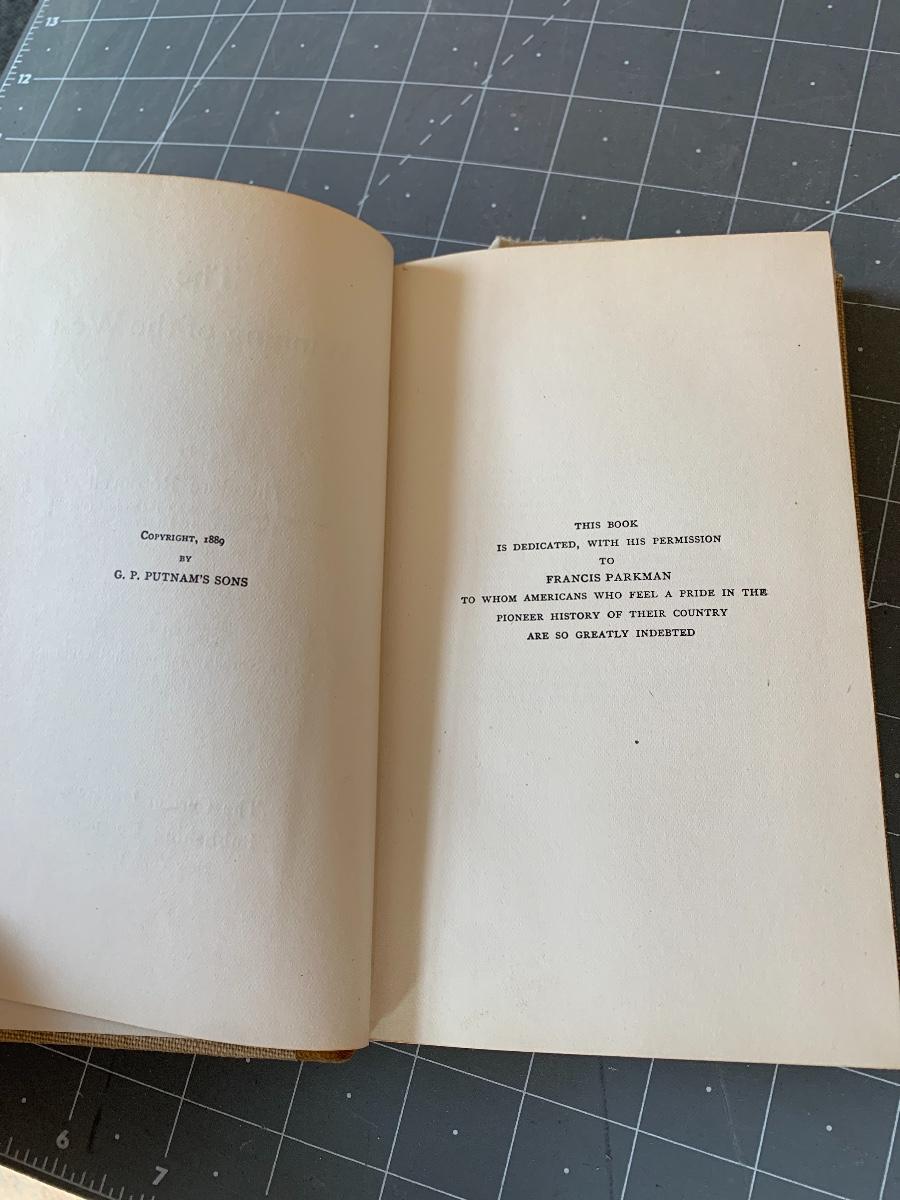 13
12
COPYRIGHT, 1889
BY
G. P. PUTNAM'S SONS
THIS BOOK
IS DEDICATED, WITH HIS PERMISSION
TO
FRANCIS PARKMAN
TO WHOM AMERICANS WHO FEEL A PRIDE IN THE
PIONEER HISTORY OF THEIR COUNTRY
ARE SO GREATLY INDEBTED
6
7